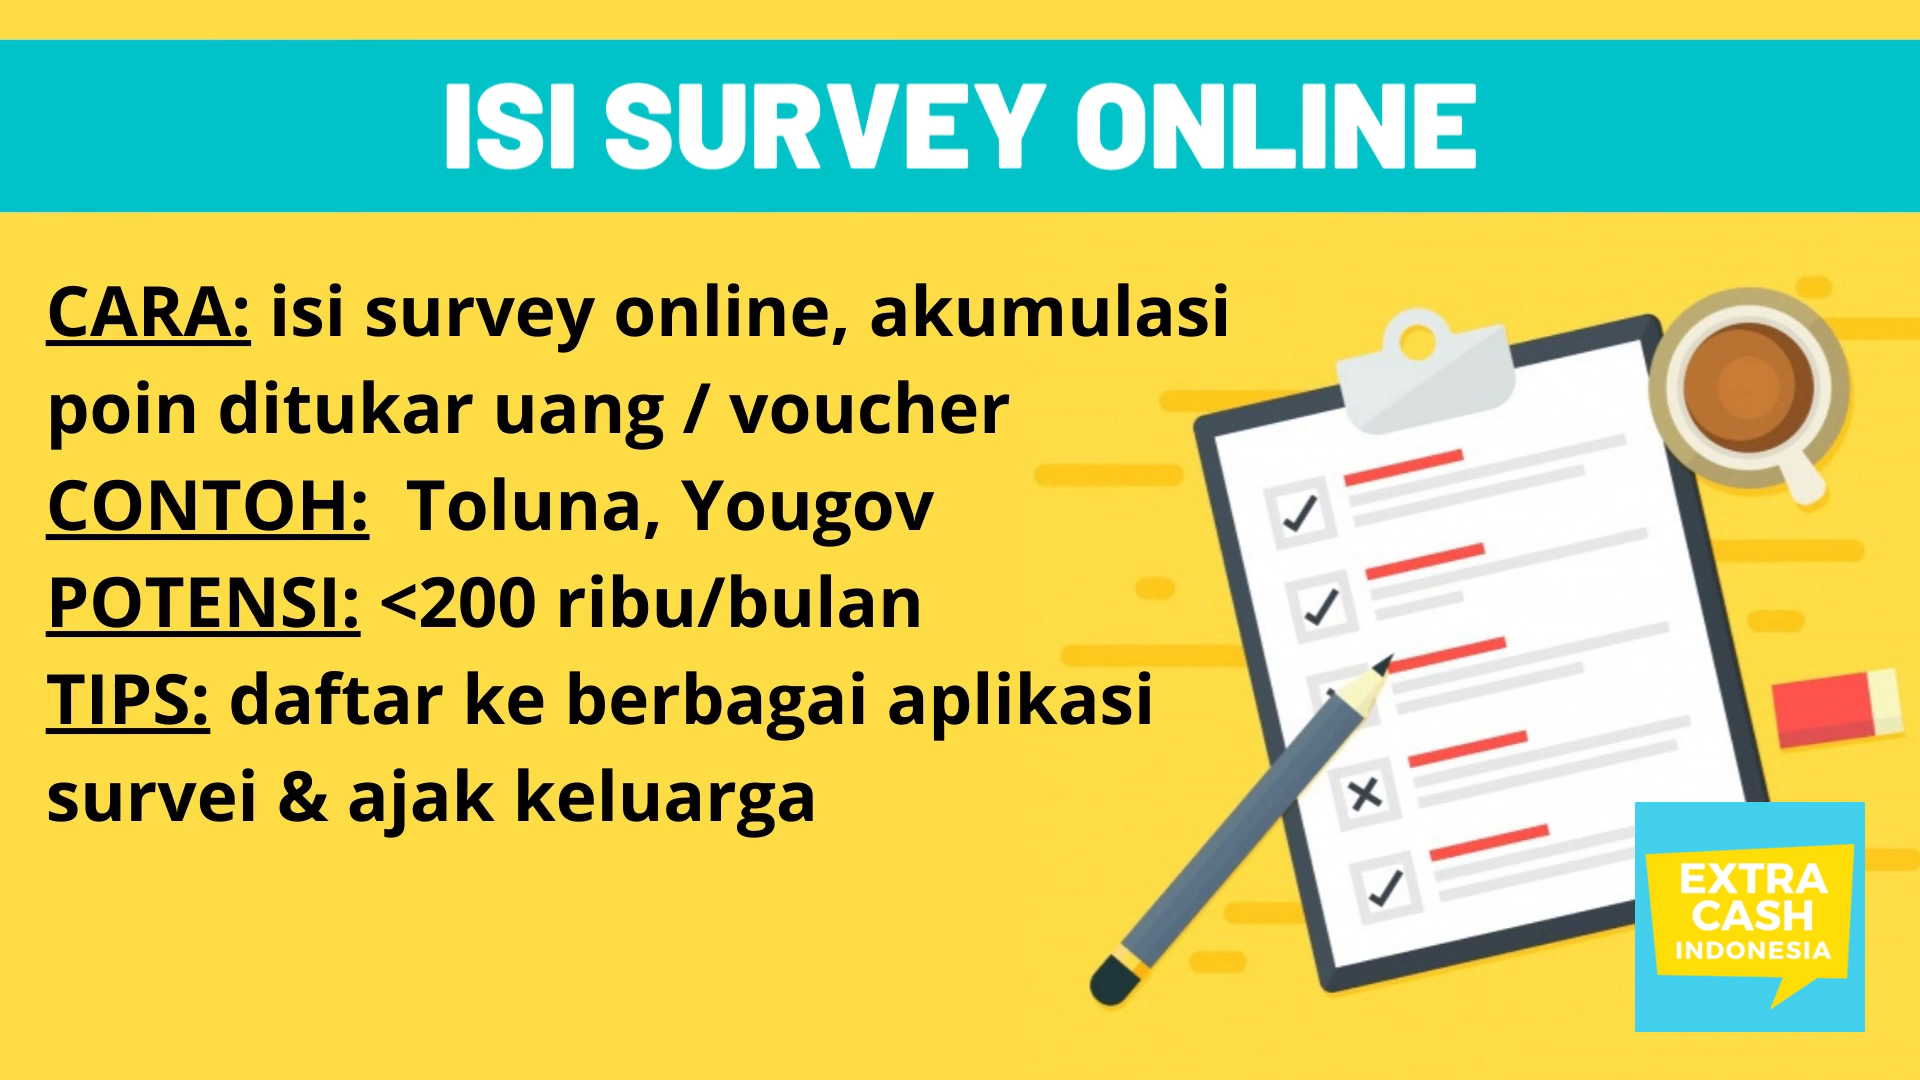 ISI SURVEY ONLINE
CARA: isi survey online, akumulasi
poin ditukar uang / voucher
CONTOH:  Toluna, Yougov
POTENSI: <200 ribu/bulan
TIPS: daftar ke berbagai aplikasi
survei & ajak keluarga
EXTRA
CASH
INDONESIA